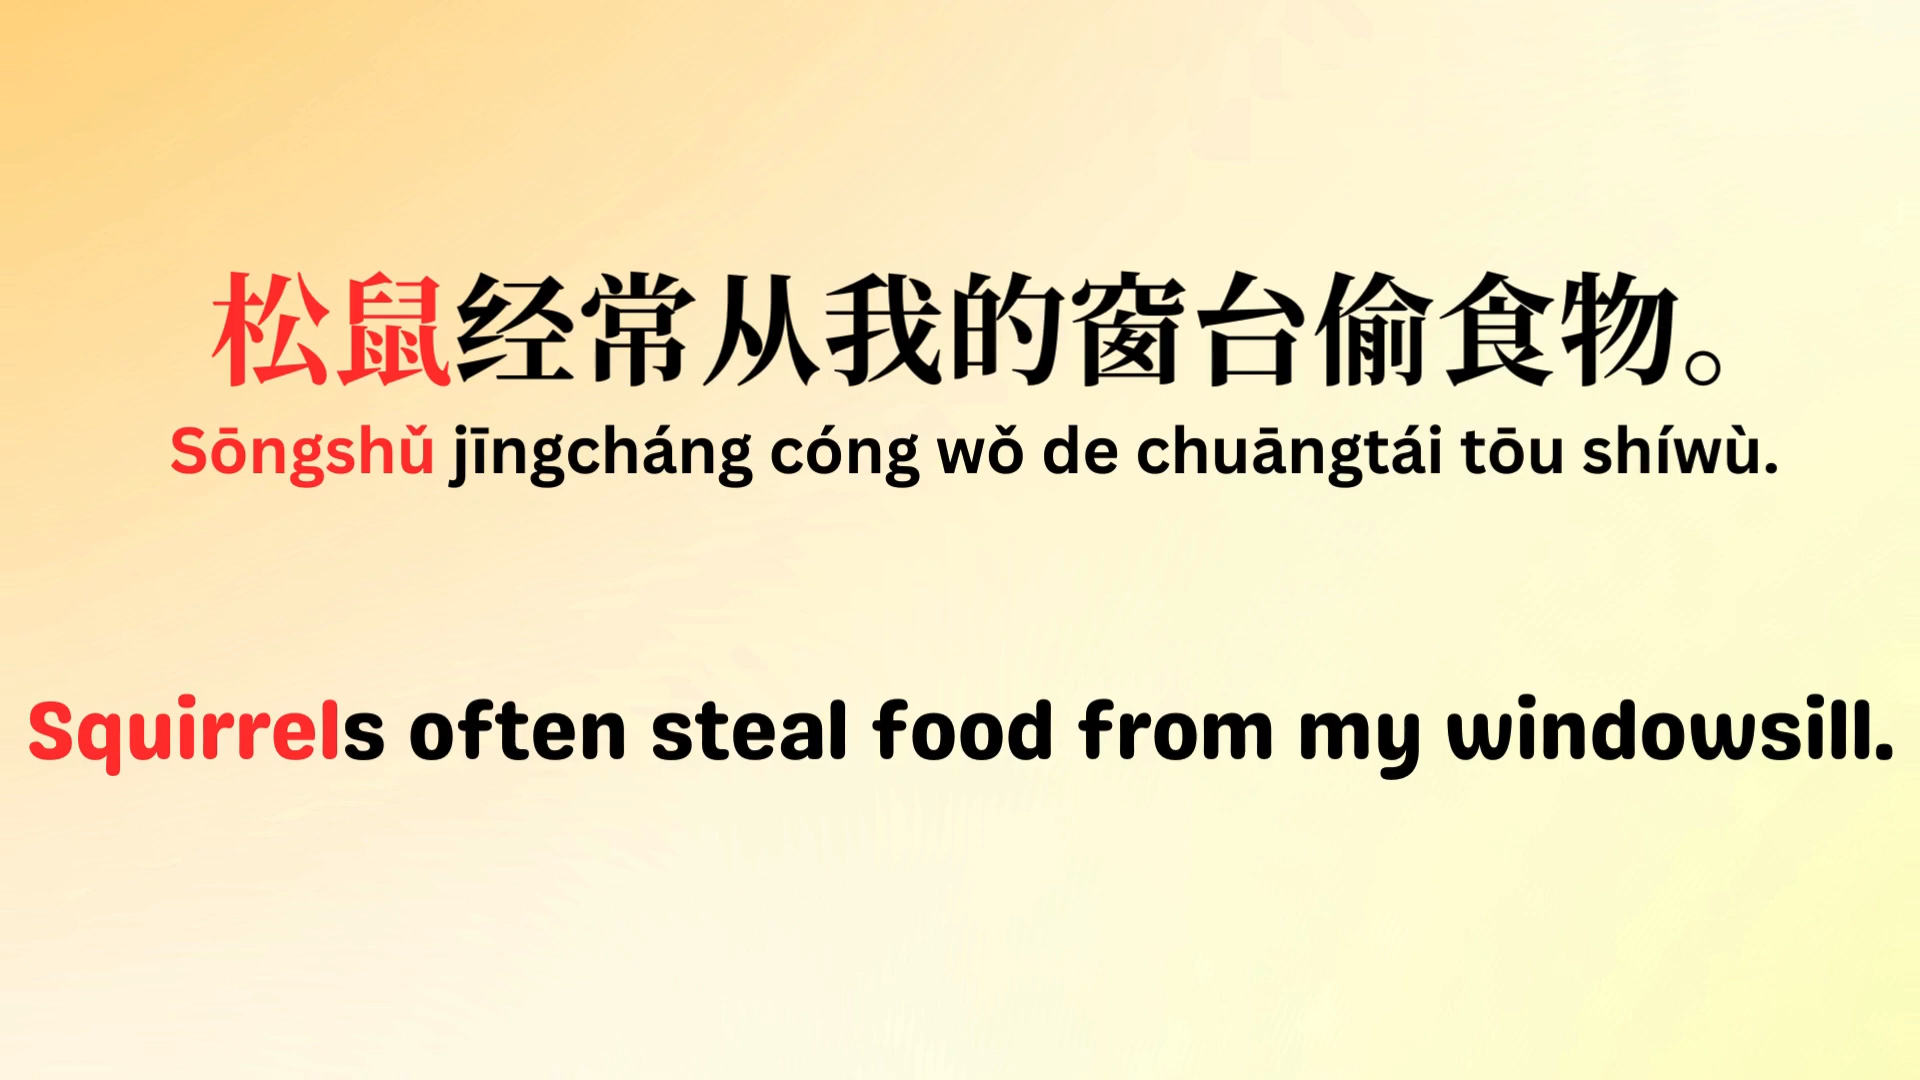 松鼠经常从我的窗台偷食物。
Sōngshǔ jīngcháng cóng wǒ de chuāngtái tōu shíwù.
Squirrels often steal food from my windowsill.